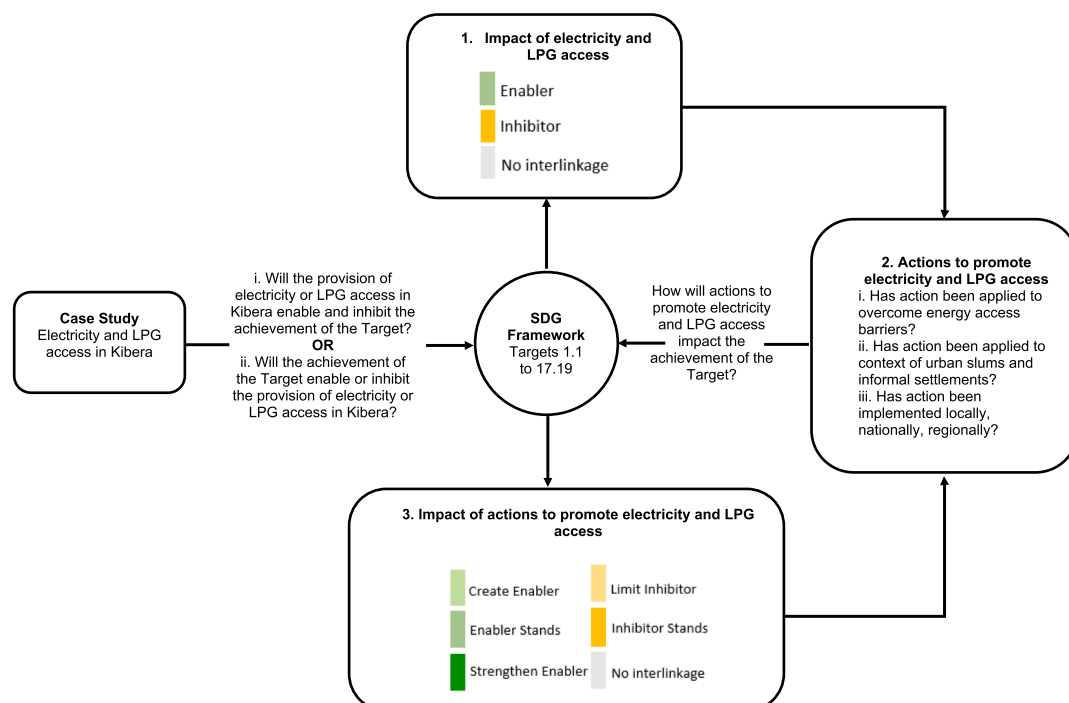 1. Impact of electricity and
LPG access
Enabler
Inhibitor
No interlinkage
Case Study
Electricity and LPG
access in Kibera
i. Will the provision of
electricity or LPG access in
Kibera enable and inhibit the
achievement of the Target?
OR
ii. Will the achievement of
the Target enable or inhibit
the provision of electricity or
LPG access in Kibera?
SDG
Framework
Targets 1.1
to 17.19
How will actions to
promote electricity
and LPG access
impact the
achievement of the
Target?
2. Actions to promote
electricity and LPG access
i. Has action been applied to
overcome energy access
barriers?
ii. Has action been applied to
context of urban slums and
informal settlements?
iii. Has action been
implemented locally,
nationally, regionally?
3. Impact of actions to promote electricity and LPG
access
Create Enabler
Enabler Stands
Strengthen Enabler
Limit Inhibitor
Inhibitor Stands
No interlinkage